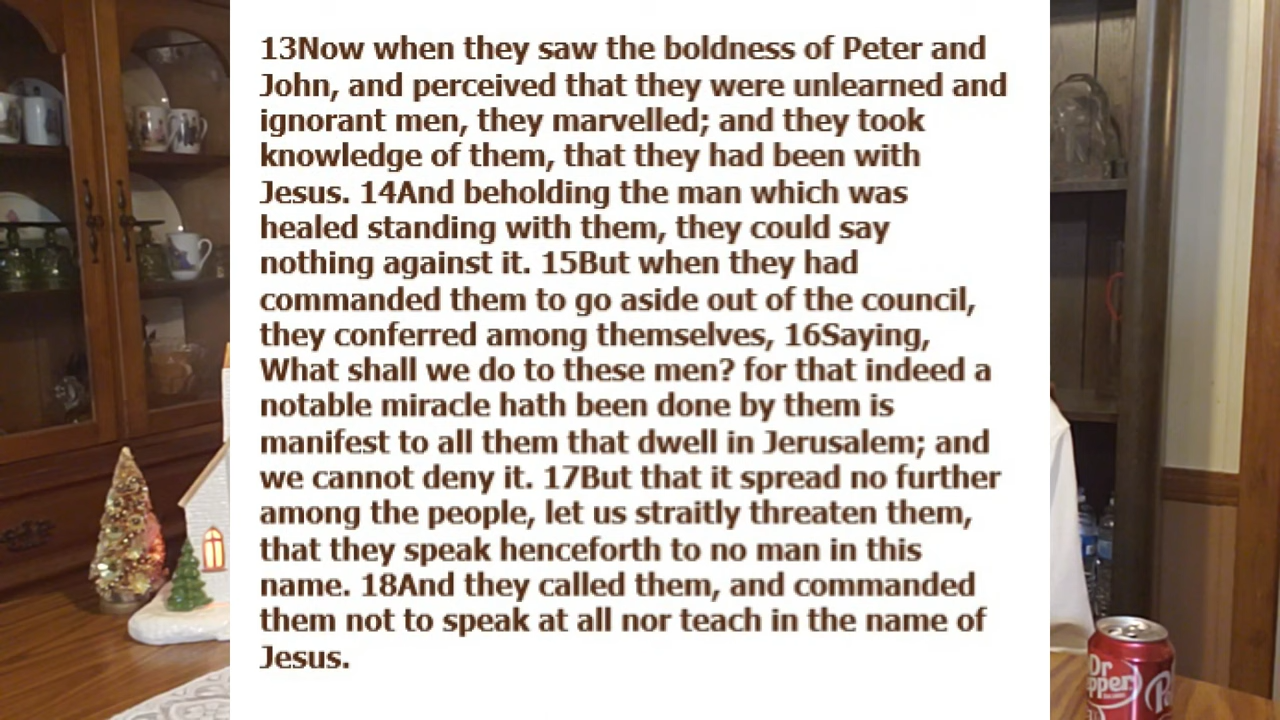 13Now when they saw the boldness of Peter and
John, and perceived that they were unlearned and
ignorant men, they marvelled; and they took
knowledge of them, that they had been with
Jesus. 14And beholding the man which was
healed standing with them, they could say
nothing against it. 15But when they had
commanded them to go aside out of the council,
they conferred among themselves, 16Saying,
What shall we do to these men? for that indeed a
notable miracle hath been done by them is
manifest to all them that dwell in Jerusalem; and
we cannot deny it. 17But that it spread no further
among the people, let us straitly threaten them,
that they speak henceforth to no man in this
name. 18And they called them, and commanded
them not to speak at all nor teach in the name of
Jesus.
Dr
pper
P